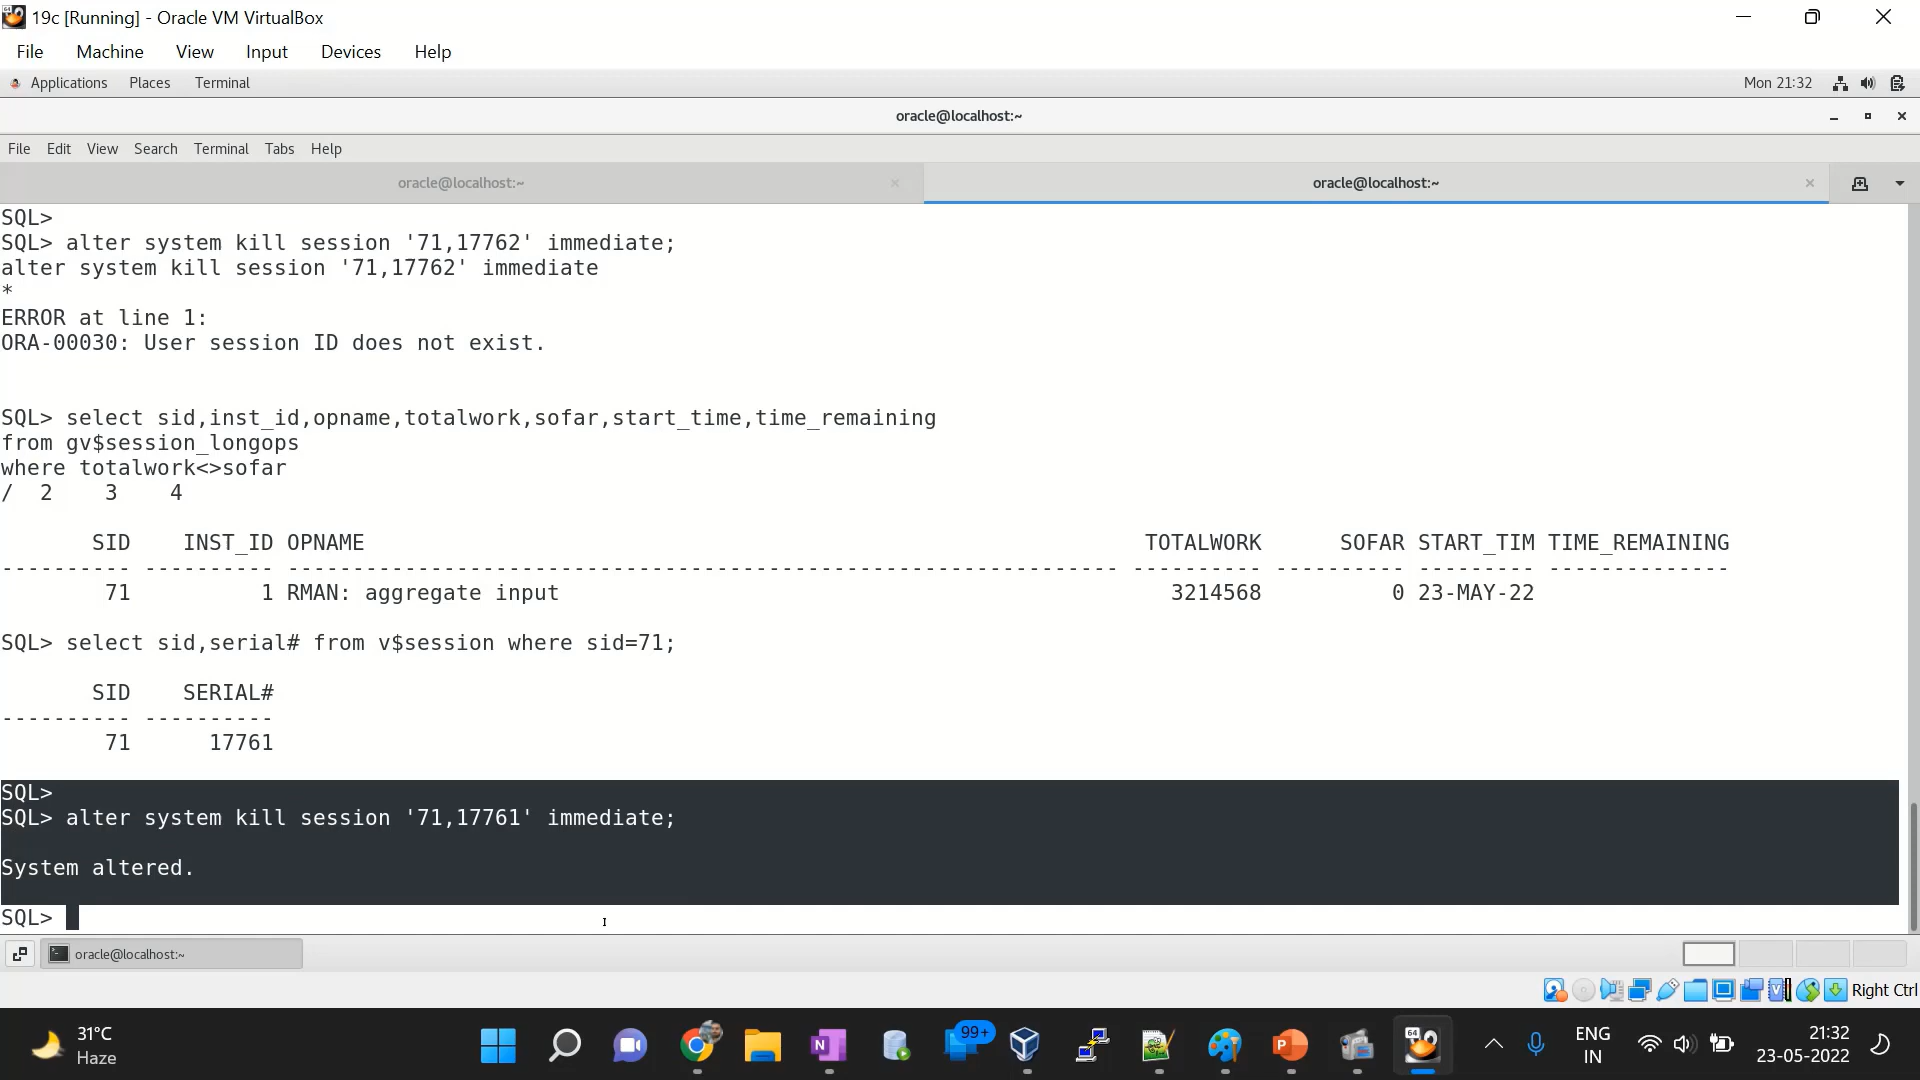 19c [Running] - Oracle VM VirtualBox
File Machine View Input Devices Help
Applications Places Terminal Mon 21:32
oracle@localhost:~
File Edit View Search Terminal Tabs Help
oracle@localhost:~ oracle@localhost:~
SQL>
SQL> alter system kill session '71,17762' immediate;
alter system kill session '71,17762' immediate
*
ERROR at line 1:
ORA-00030: User session ID does not exist.
SQL> select sid,inst_id,opname,totalwork,sofar,start_time,time_remaining
from gv$session_longops
where totalwork<>sofar
/ 2 3 4
SID INST_ID OPNAME TOTALWORK SOFAR START_TIM TIME_REMAINING
---------- ---------- ---------------------------------------------------------------- ---------- ---------- --------- --------------
71 1 RMAN: aggregate input 3214568 0 23-MAY-22
SQL> select sid,serial# from v$session where sid=71;
SID SERIAL#
---------- ----------
71 17761
SQL>
SQL> alter system kill session '71,17761' immediate;
System altered.
SQL>
oracle@localhost:~
Right Ctrl
31°C
Haze
99+
64
ENG
IN
21:32
23-05-2022